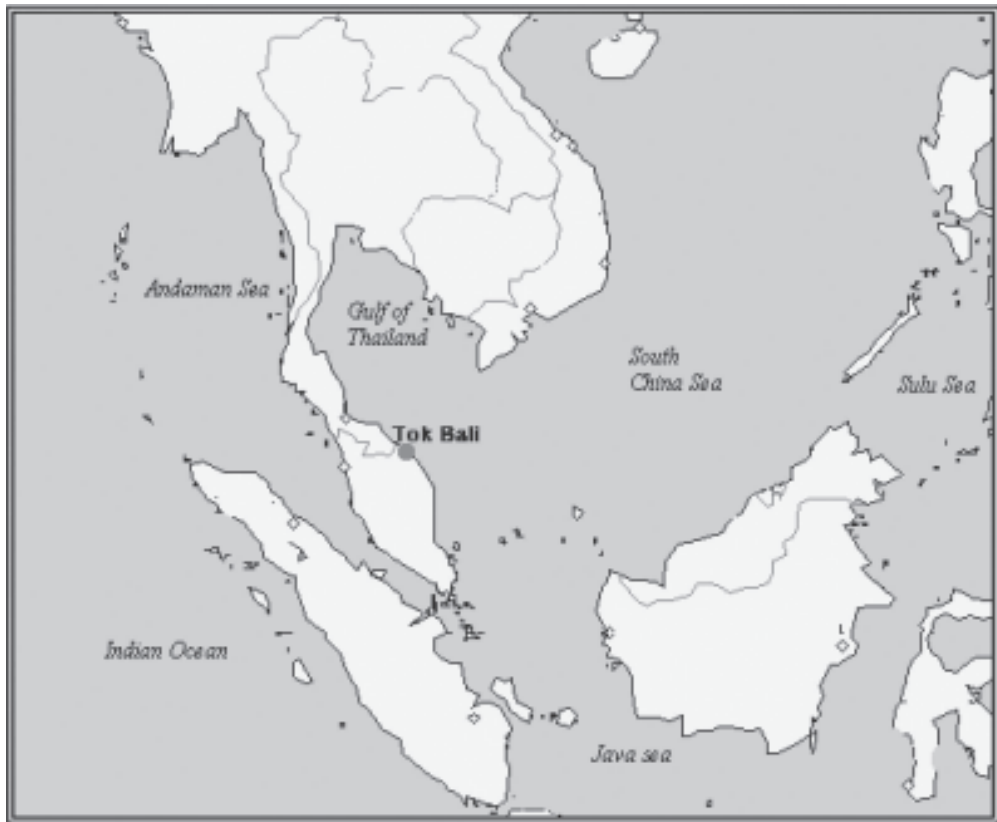 Andaman Sea
Gulf of
Thailand
South
China Sea
Sulu Sea
Tok Bali
Indian Ocean
Java sea